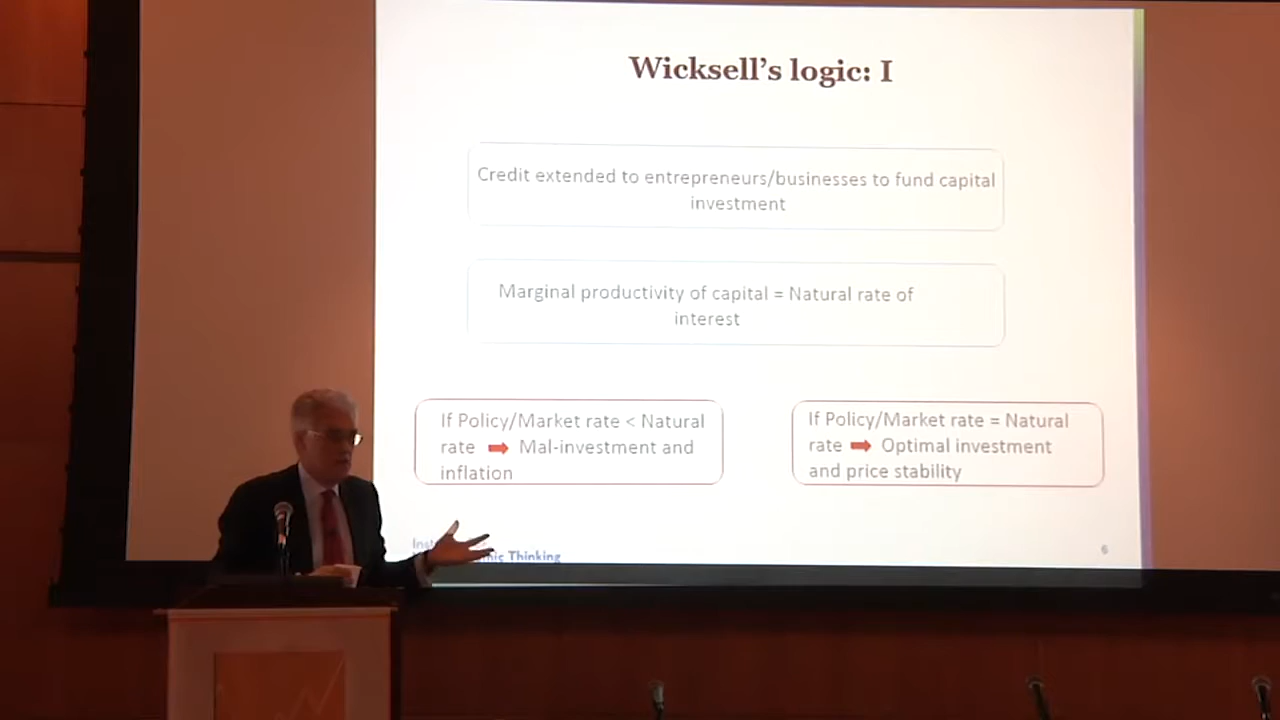 Wicksell's logic: I
Credit extended to entrepreneurs/businesses to fund capital
investment
Marginal productivity of capital = Natural rate of
interest
If Policy/Market rate < Natural
rate ➡ Mal-investment and
inflation
If Policy/Market rate = Natural
rate ➡ Optimal investment
and price stability
Thinking
6